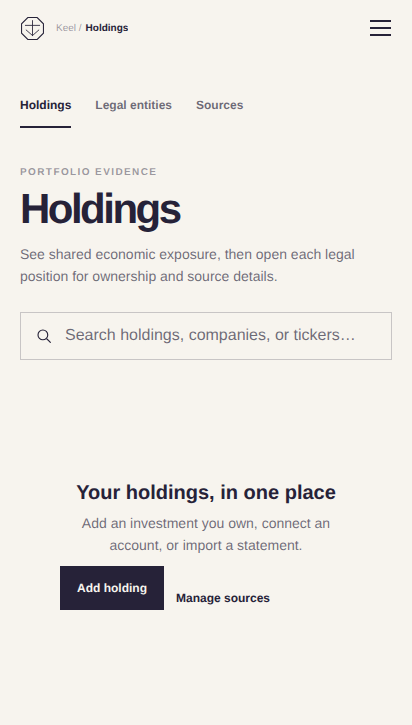 Keel / Holdings
Holdings Legal entities Sources
PORTFOLIO EVIDENCE
Holdings
See shared economic exposure, then open each legal
position for ownership and source details.
Search holdings, companies, or tickers…
Your holdings, in one place
Add an investment you own, connect an
account, or import a statement.
Add holding Manage sources